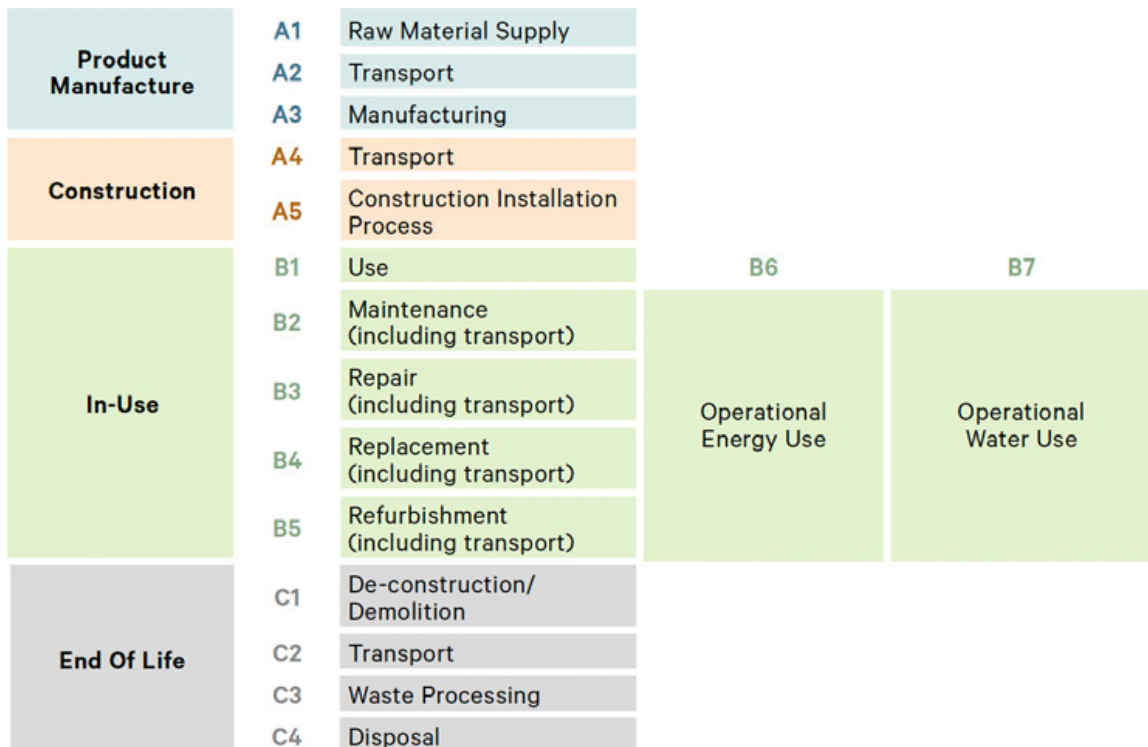 Product
Manufacture
A1
Raw Material Supply
A2
Transport
A3
Manufacturing
Construction
A4
Transport
A5
Construction Installation
Process
In-Use
B1
Use
B6
B7
B2
Maintenance
(including transport)
B3
Repair
(including transport)
B4
Replacement
(including transport)
B5
Refurbishment
(including transport)
Operational
Energy Use
Operational
Water Use
End Of Life
C1
De-construction/
Demolition
C2
Transport
C3
Waste Processing
C4
Disposal